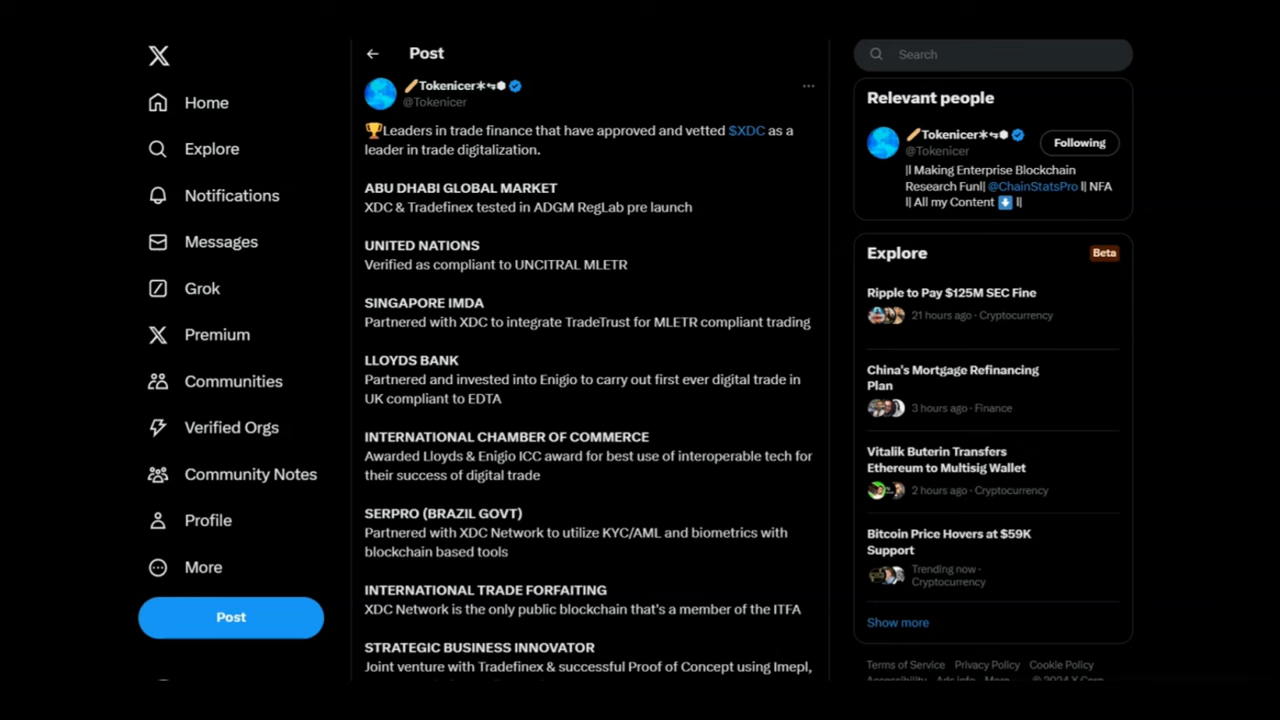 Home
Explore
Notifications
Messages
Grok
Premium
Communities
Verified Orgs
Community Notes
Profile
More
Post
Post
Tokenicer
@Tokenicer
🏆Leaders in trade finance that have approved and vetted $XDC as a
leader in trade digitalization.
ABU DHABI GLOBAL MARKET
XDC & Tradefinex tested in ADGM RegLab pre launch
UNITED NATIONS
Verified as compliant to UNCITRAL MLETR
SINGAPORE IMDA
Partnered with XDC to integrate TradeTrust for MLETR compliant trading
LLOYDS BANK
Partnered and invested into Enigio to carry out first ever digital trade in
UK compliant to EDTA
INTERNATIONAL CHAMBER OF COMMERCE
Awarded Lloyds & Enigio ICC award for best use of interoperable tech for
their success of digital trade
SERPRO (BRAZIL GOVT)
Partnered with XDC Network to utilize KYC/AML and biometrics with
blockchain based tools
INTERNATIONAL TRADE FORFAITING
XDC Network is the only public blockchain that's a member of the ITFA
STRATEGIC BUSINESS INNOVATOR
Joint venture with Tradefinex & successful Proof of Concept using Imepl,
Search
Relevant people
Tokenicer
@Tokenicer
Following
|| Making Enterprise Blockchain
Research Fun|| @ChainStatsPro || NFA
|| All my Content ⬇️ ||
Explore
Beta
Ripple to Pay $125M SEC Fine
21 hours ago · Cryptocurrency
China's Mortgage Refinancing
Plan
3 hours ago · Finance
Vitalik Buterin Transfers
Ethereum to Multisig Wallet
2 hours ago · Cryptocurrency
Bitcoin Price Hovers at $59K
Support
Trending now ·
Cryptocurrency
Show more
Terms of Service Privacy Policy Cookie Policy
Accessibility Ads info More © 2024 X Corp.